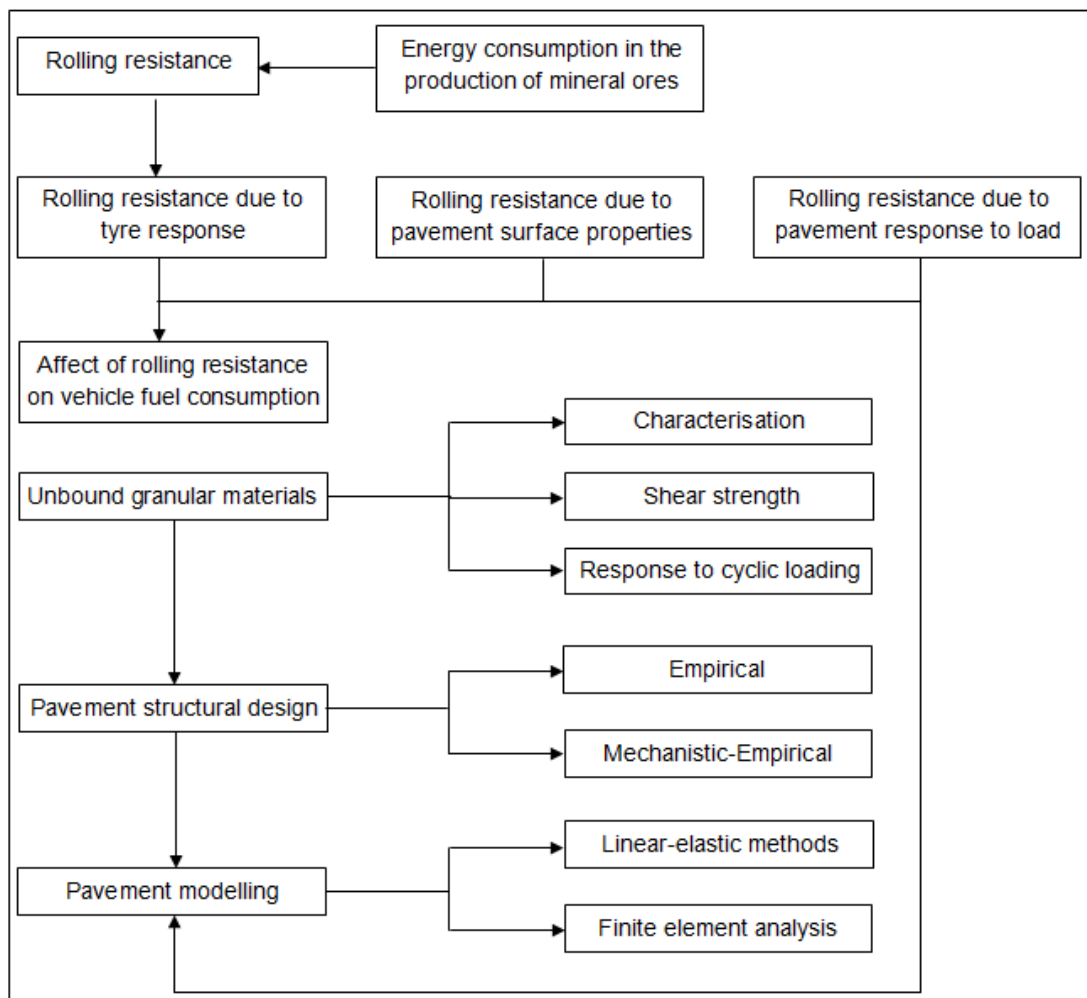 Rolling resistance
Energy consumption in the
production of mineral ores
Rolling resistance due to
tyre response
Rolling resistance due to
pavement surface properties
Rolling resistance due to
pavement response to load
Affect of rolling resistance
on vehicle fuel consumption
Characterisation
Unbound granular materials
Shear strength
Response to cyclic loading
Empirical
Pavement structural design
Mechanistic-Empirical
Linear-elastic methods
Pavement modelling
Finite element analysis